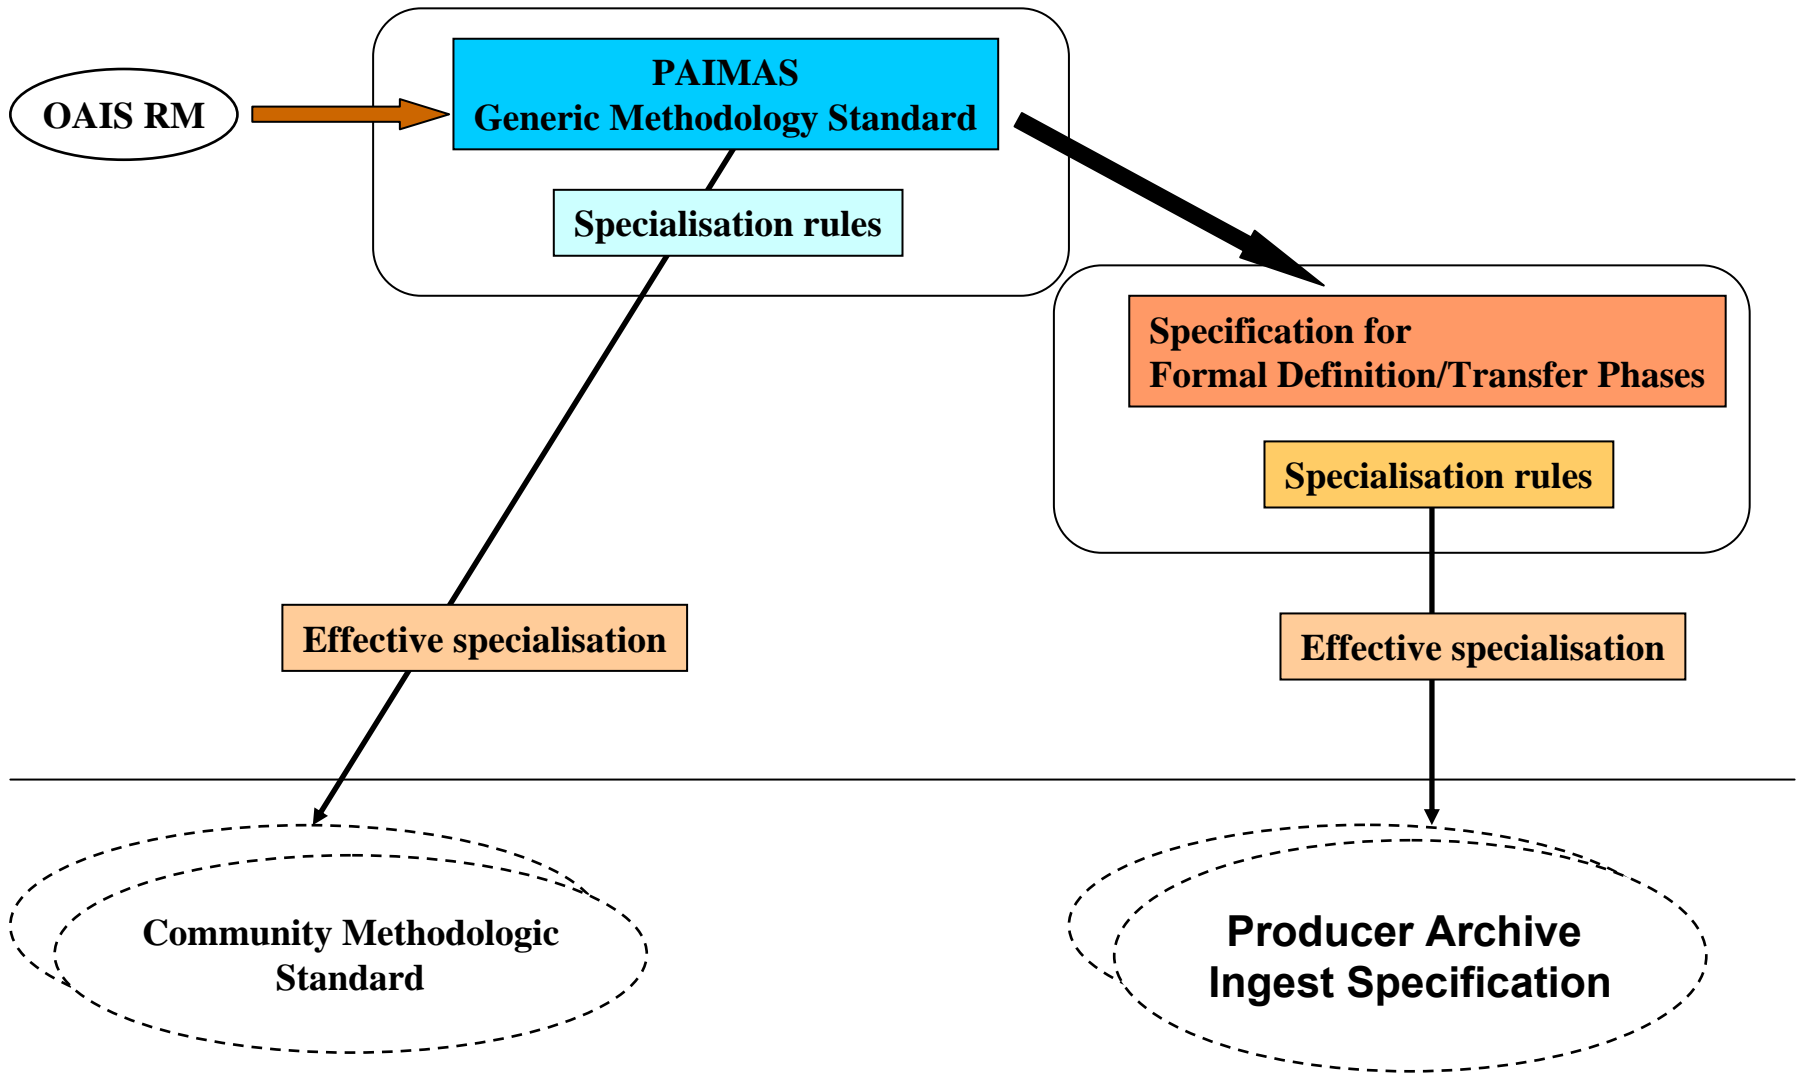 OAIS RM
PAIMAS
Generic Methodology Standard
Specialisation rules
Specification for
Formal Definition/Transfer Phases
Specialisation rules
Effective specialisation
Effective specialisation
Community Methodologic
Standard
Producer Archive
Ingest Specification